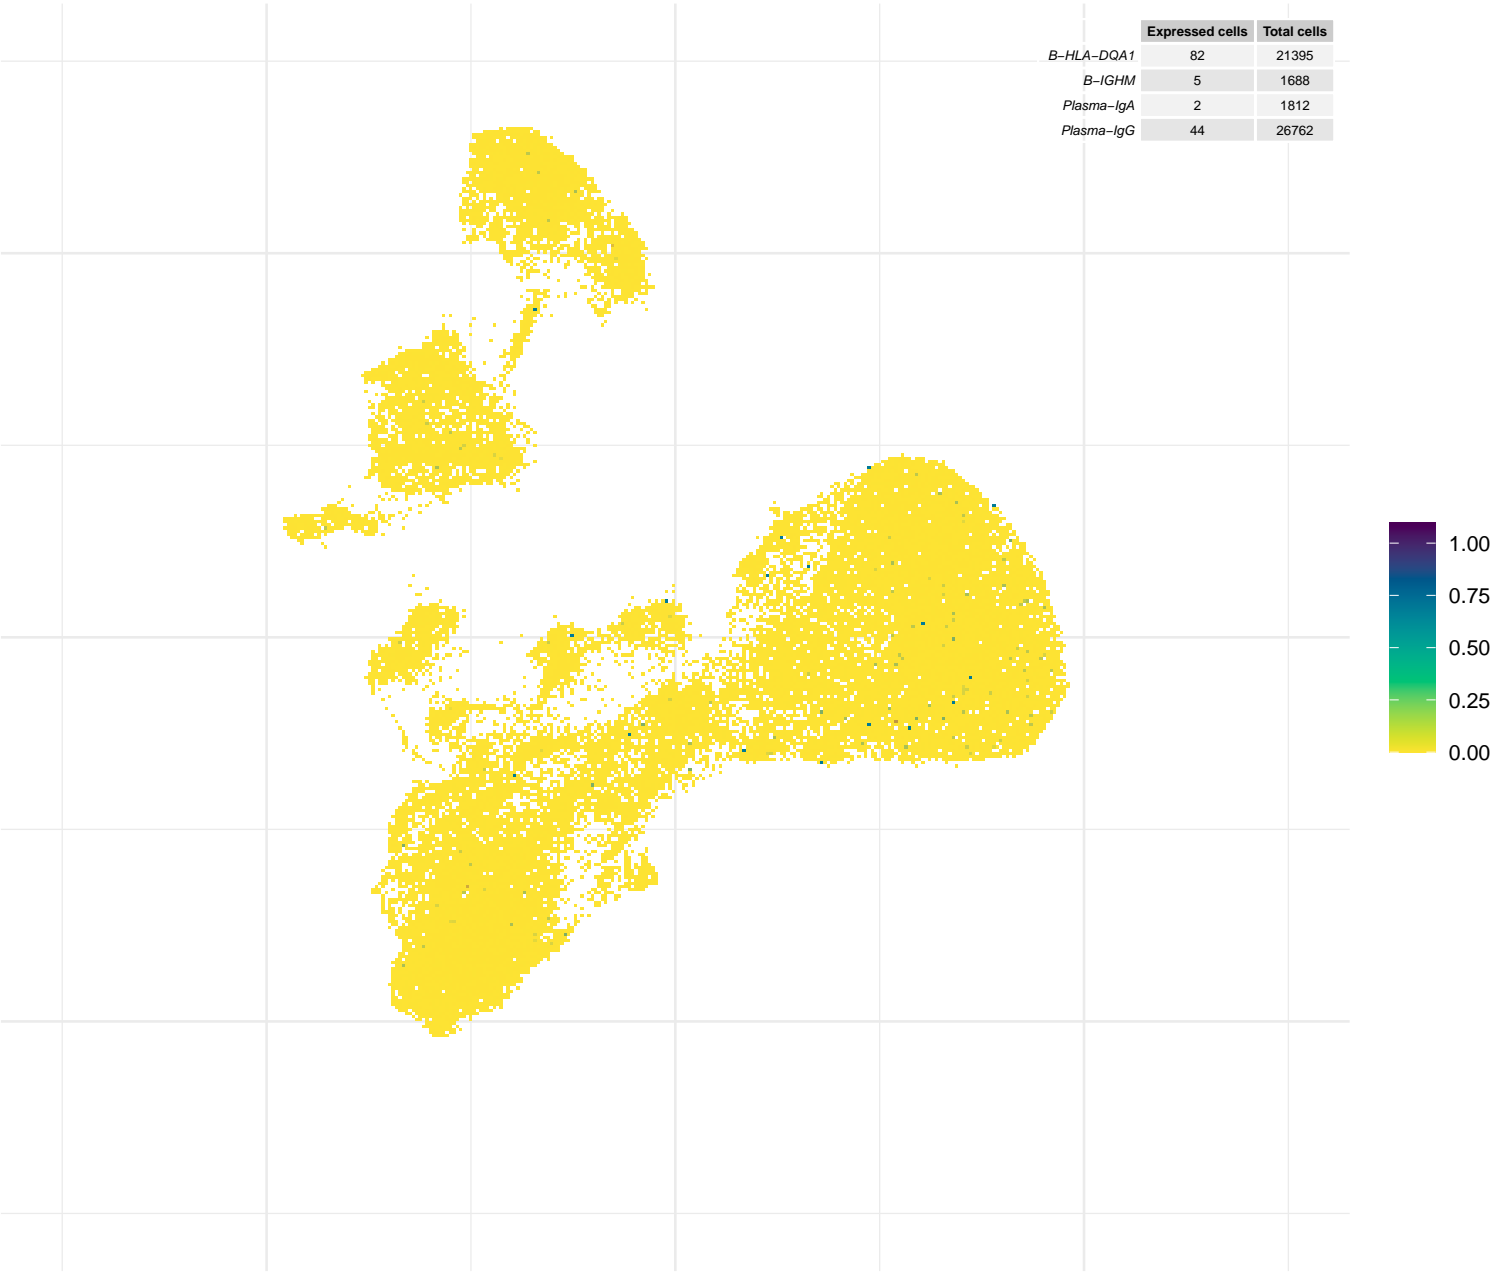 Expressed cells Total cells
B−HLA−DQA1 82 21395
B−IGHM 5 1688
Plasma−IgA 2 1812
Plasma−IgG 44 26762
1.00
0.75
0.50
0.25
0.00